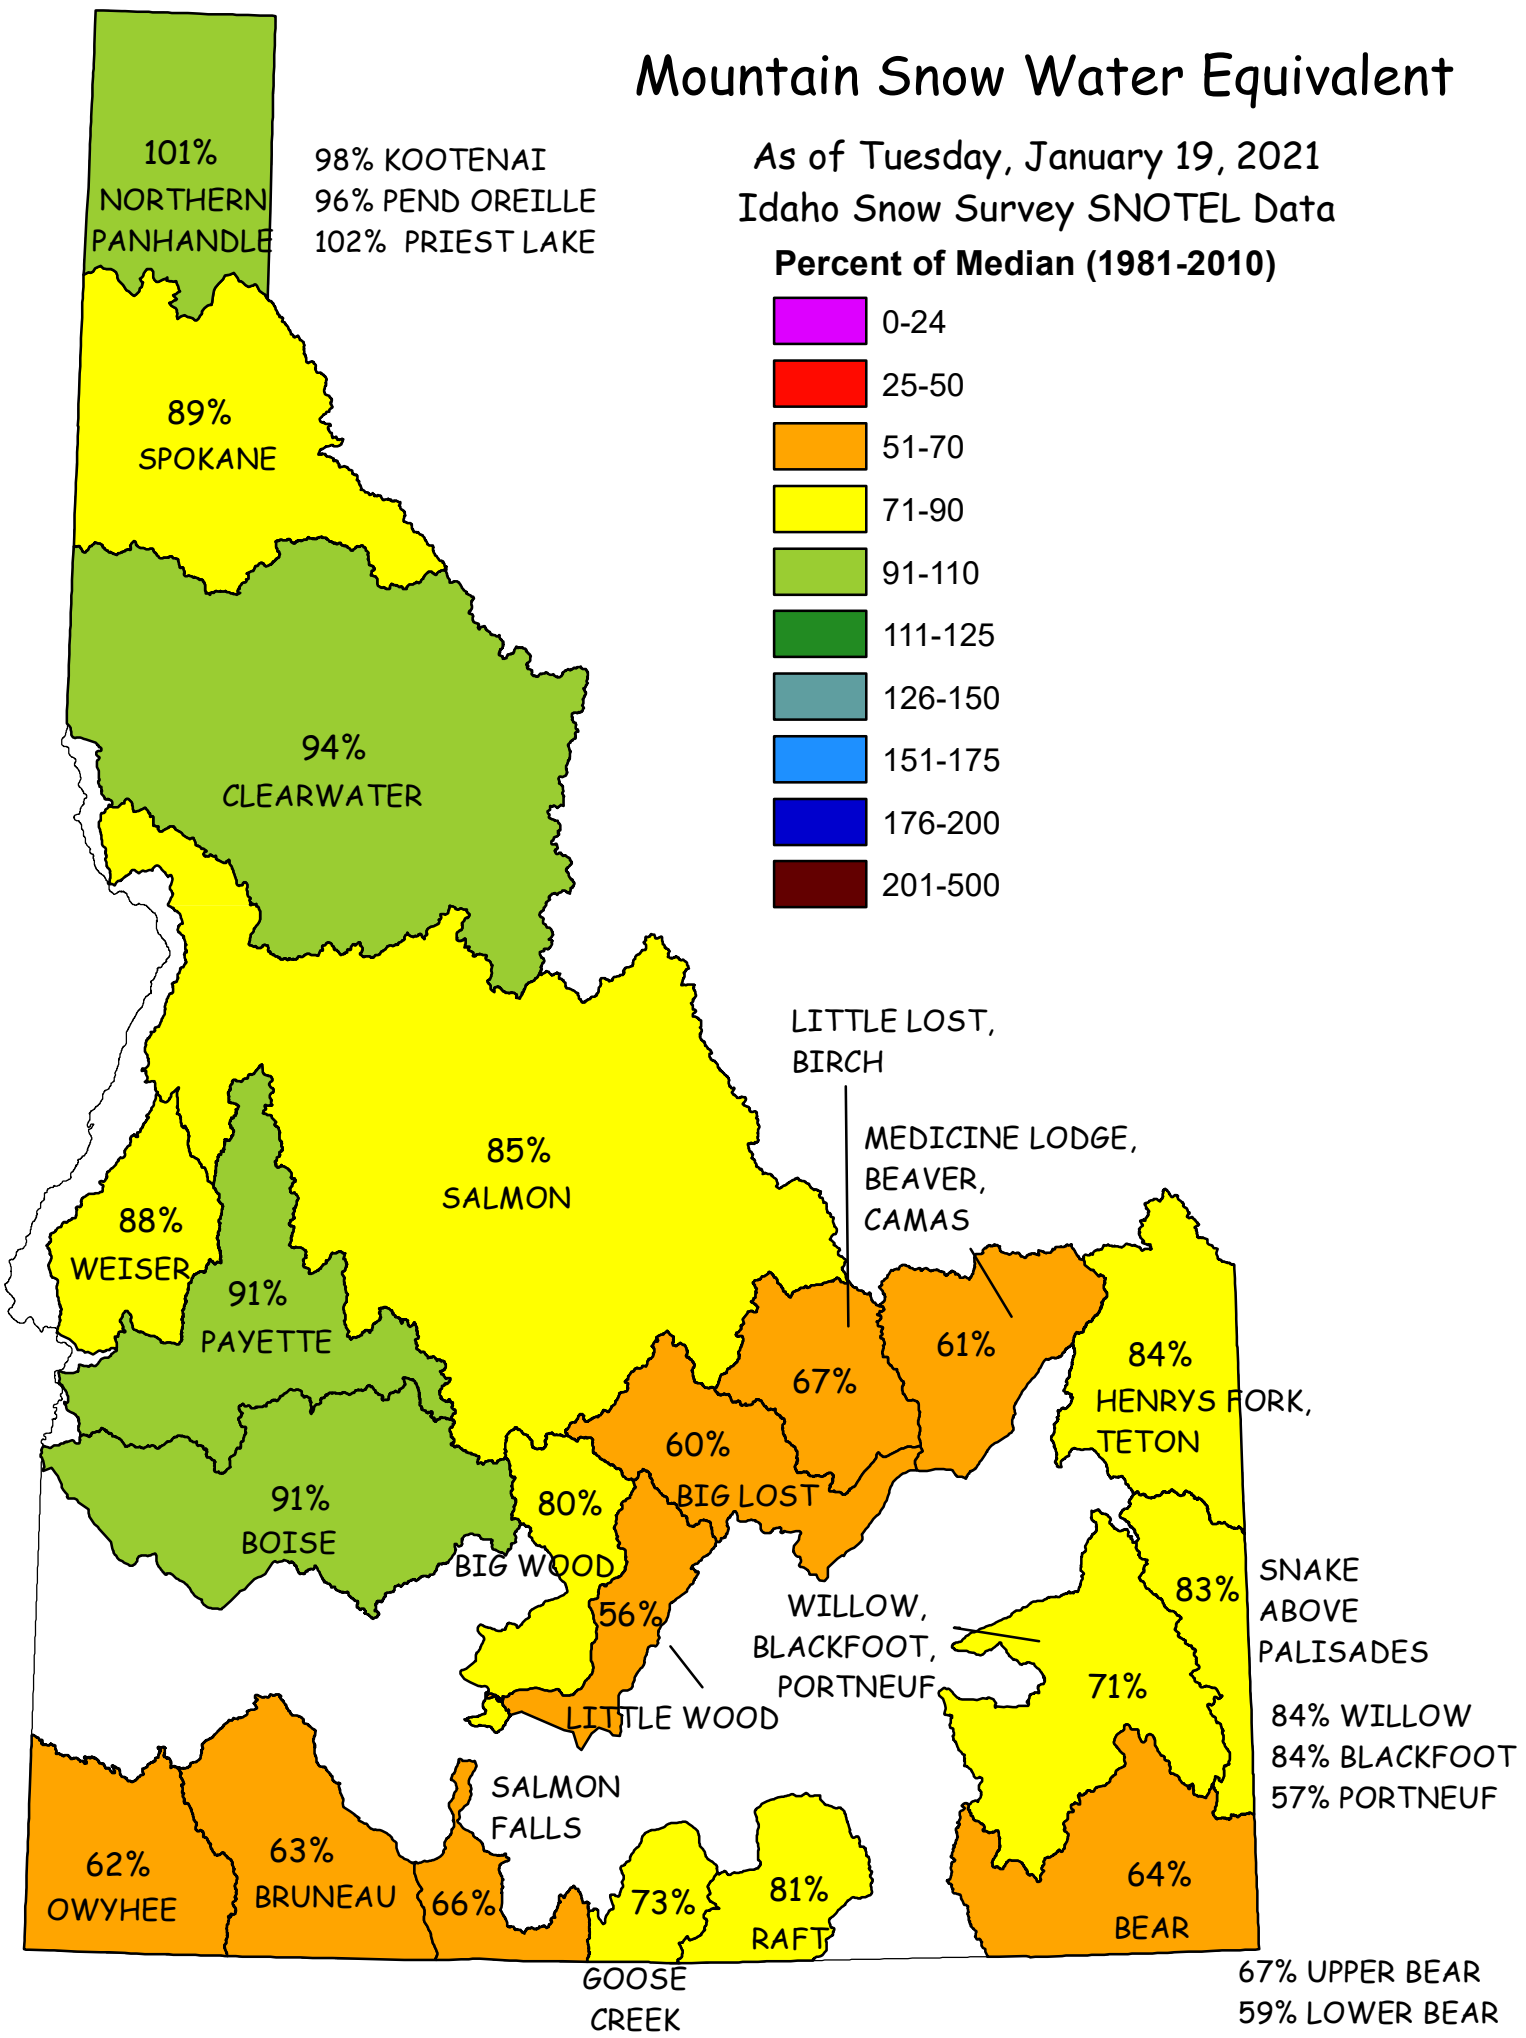 Mountain Snow Water Equivalent
As of Tuesday, January 19, 2021
Idaho Snow Survey SNOTEL Data
Percent of Median (1981-2010)
0-24
25-50
51-70
71-90
91-110
111-125
126-150
151-175
176-200
201-500
101%
NORTHERN
PANHANDLE
98% KOOTENAI
96% PEND OREILLE
102% PRIEST LAKE
89%
SPOKANE
94%
CLEARWATER
85%
SALMON
88%
WEISER
91%
PAYETTE
91%
BOISE
LITTLE LOST,
BIRCH
67%
MEDICINE LODGE,
BEAVER,
CAMAS
61%
84%
HENRYS FORK,
TETON
60%
BIG LOST
80%
BIG WOOD
56%
LITTLE WOOD
WILLOW,
BLACKFOOT,
PORTNEUF
71%
83%
SNAKE
ABOVE
PALISADES
84% WILLOW
84% BLACKFOOT
57% PORTNEUF
62%
OWYHEE
63%
BRUNEAU
SALMON
FALLS
66%
73%
GOOSE
CREEK
81%
RAFT
64%
BEAR
67% UPPER BEAR
59% LOWER BEAR